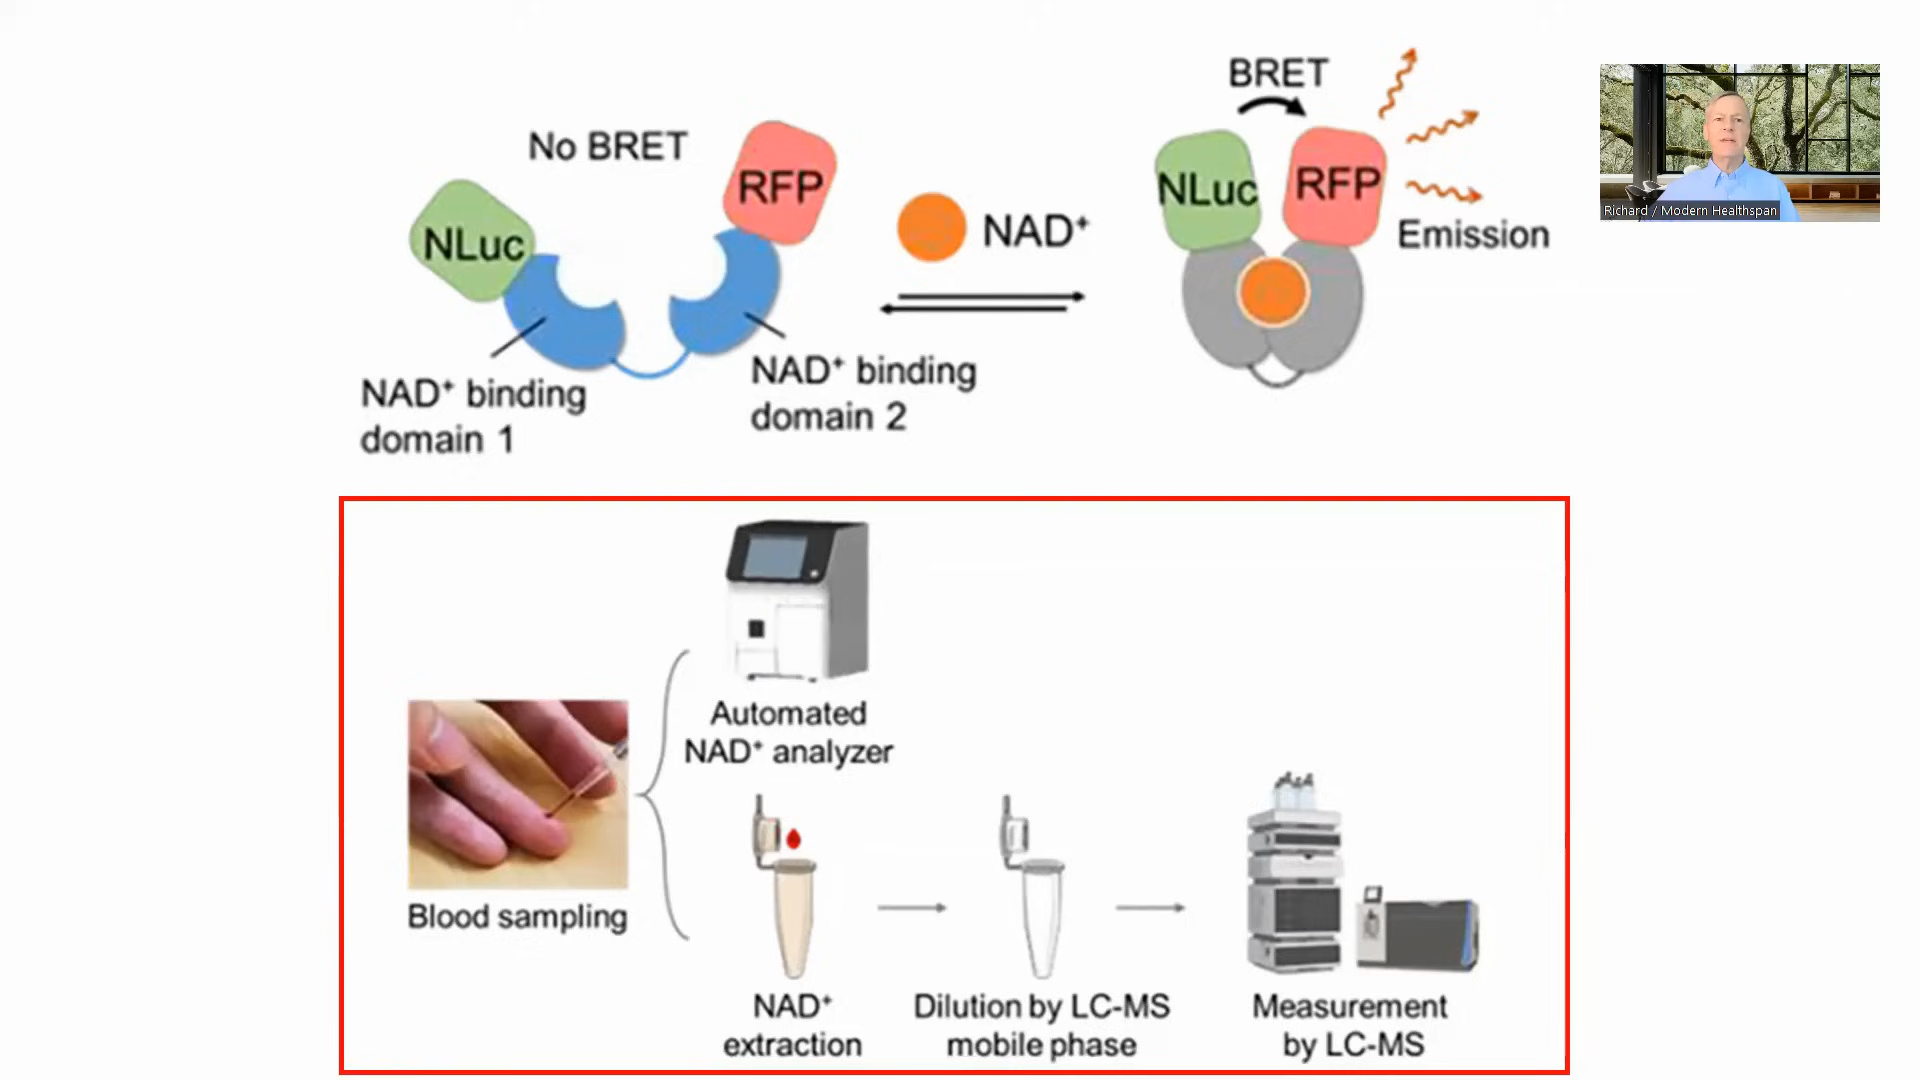 BRET
No BRET
RFP
NLuc
NAD⁺
NLuc
RFP
Emission
NAD⁺ binding
domain 1
NAD⁺ binding
domain 2
Richard / Modern Healthspan
Automated
NAD⁺ analyzer
Blood sampling
NAD⁺
extraction
Dilution by LC-MS
mobile phase
Measurement
by LC-MS